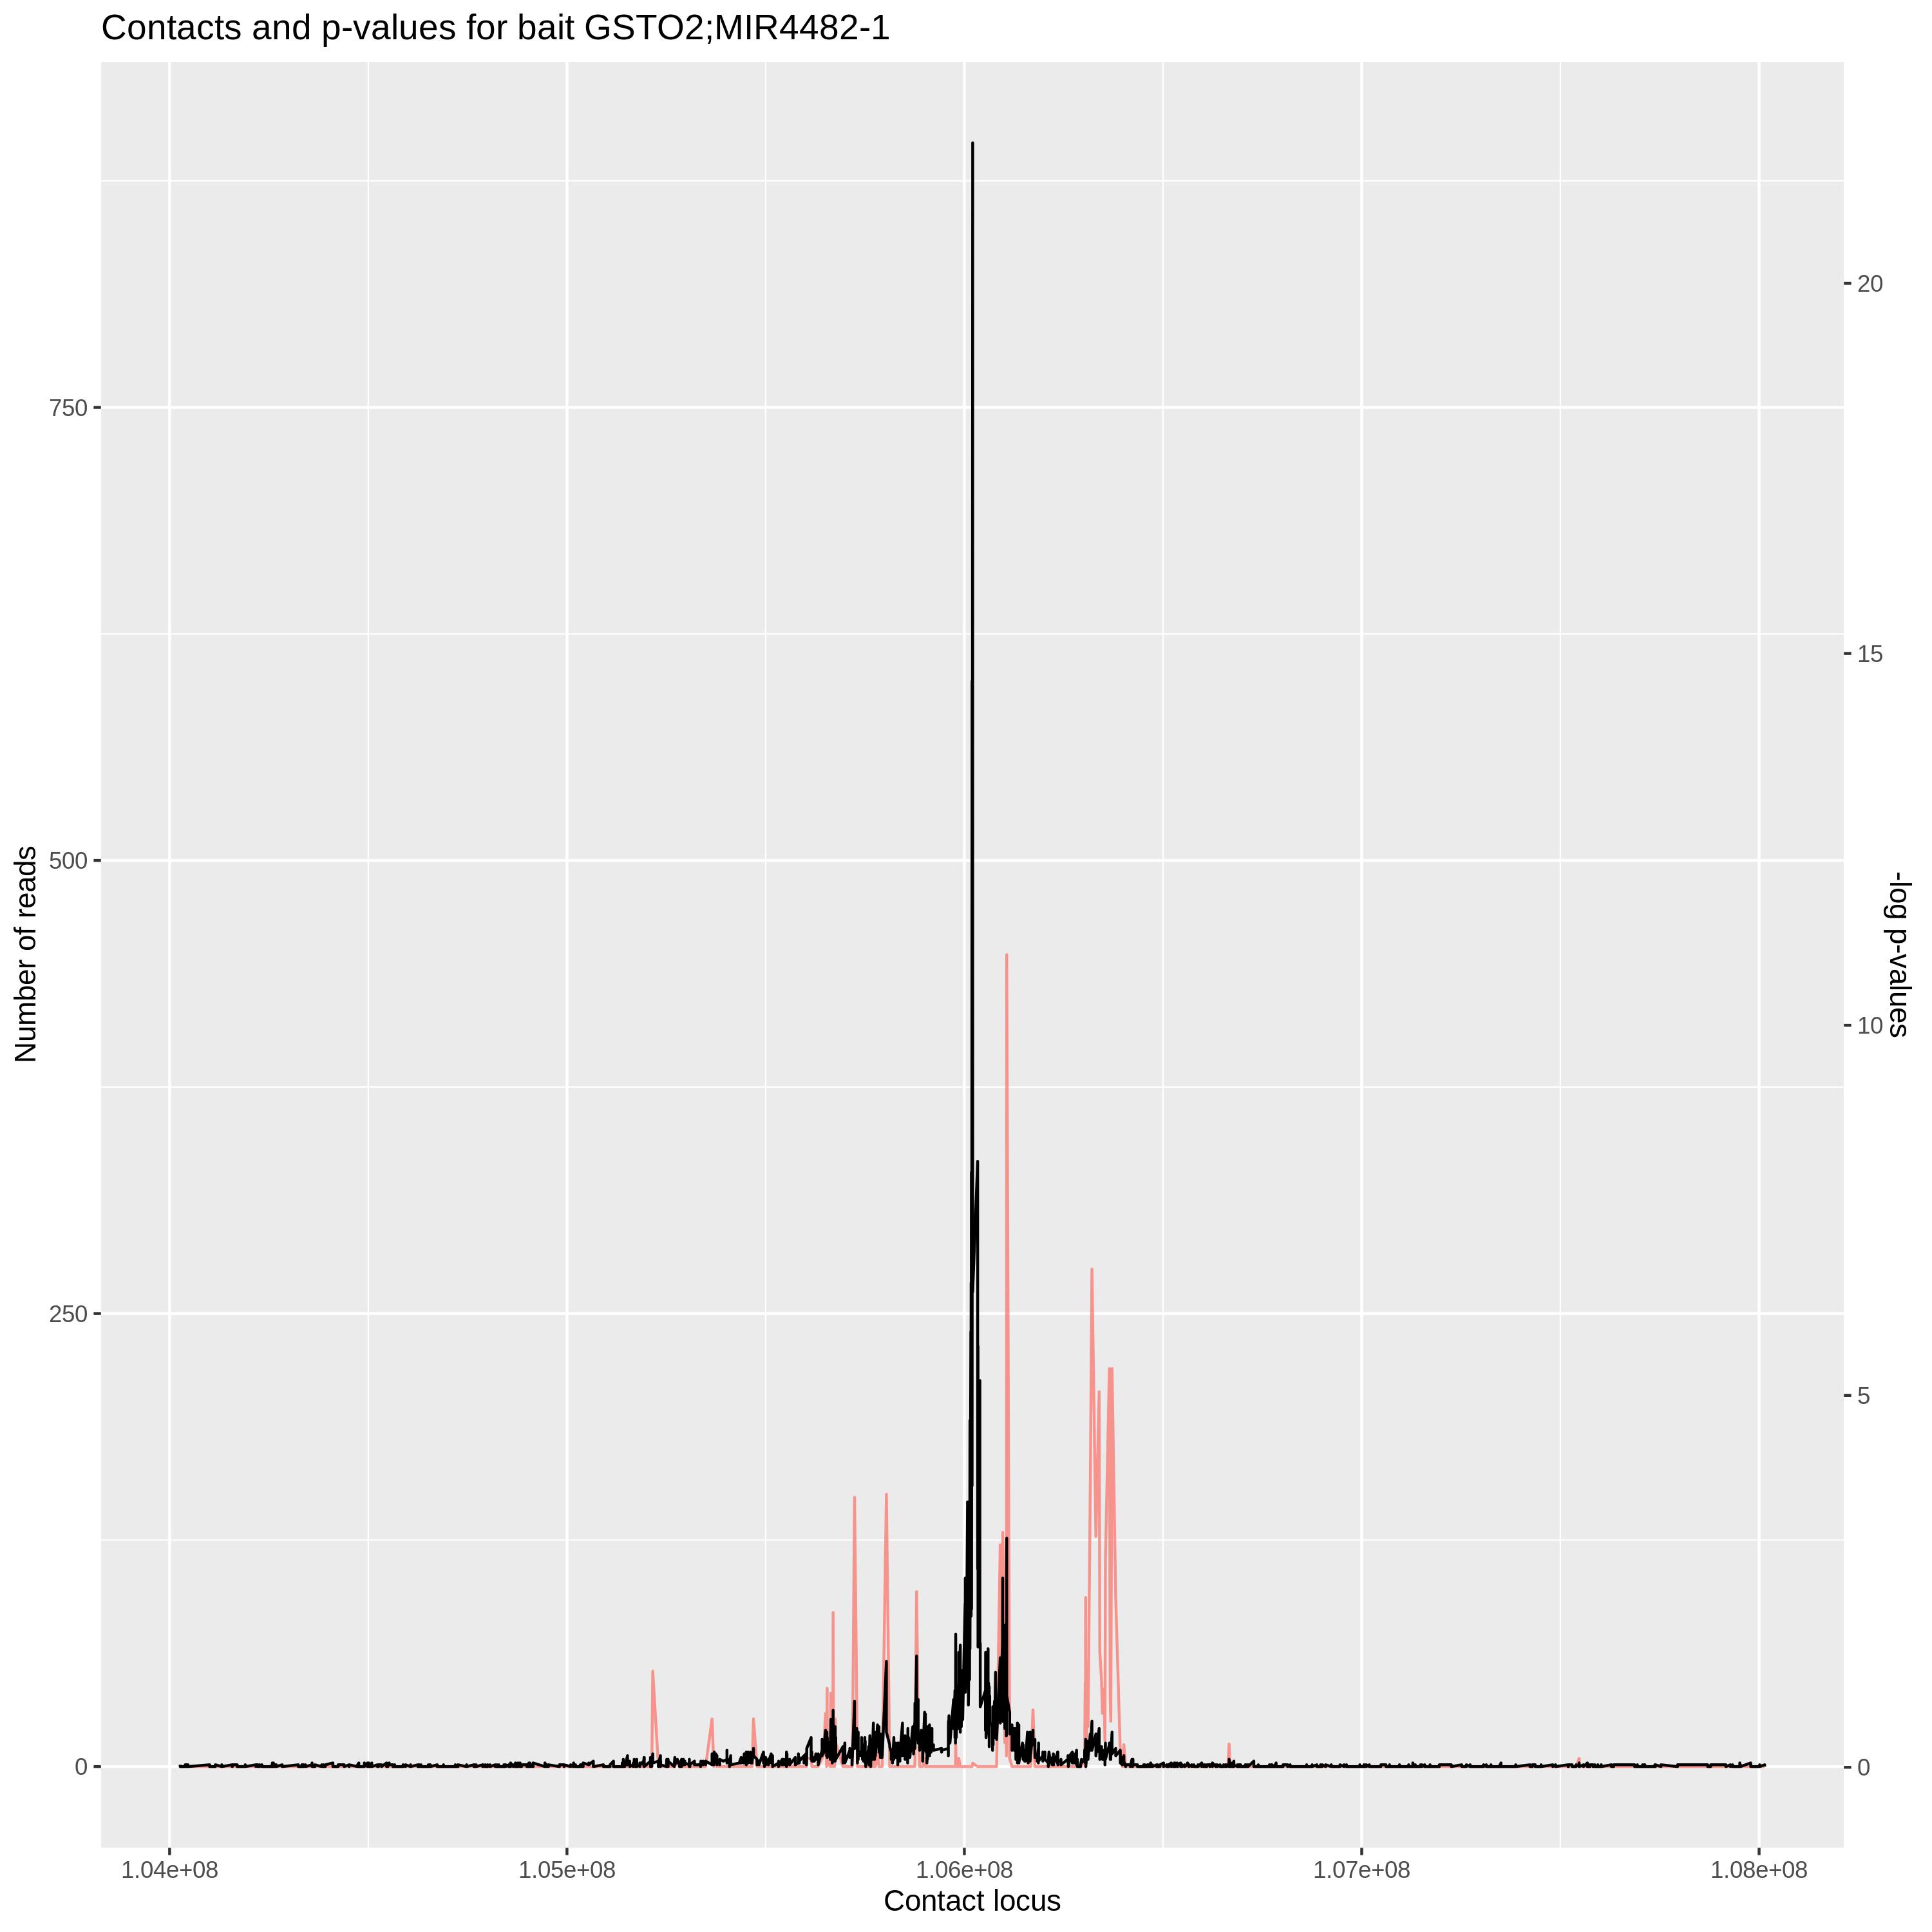 Contacts and p-values for bait GSTO2;MIR4482-1
Number of reads
750
500
250
0
20
15
10
5
0
-log p-values
1.04e+08
1.05e+08
1.06e+08
1.07e+08
1.08e+08
Contact locus